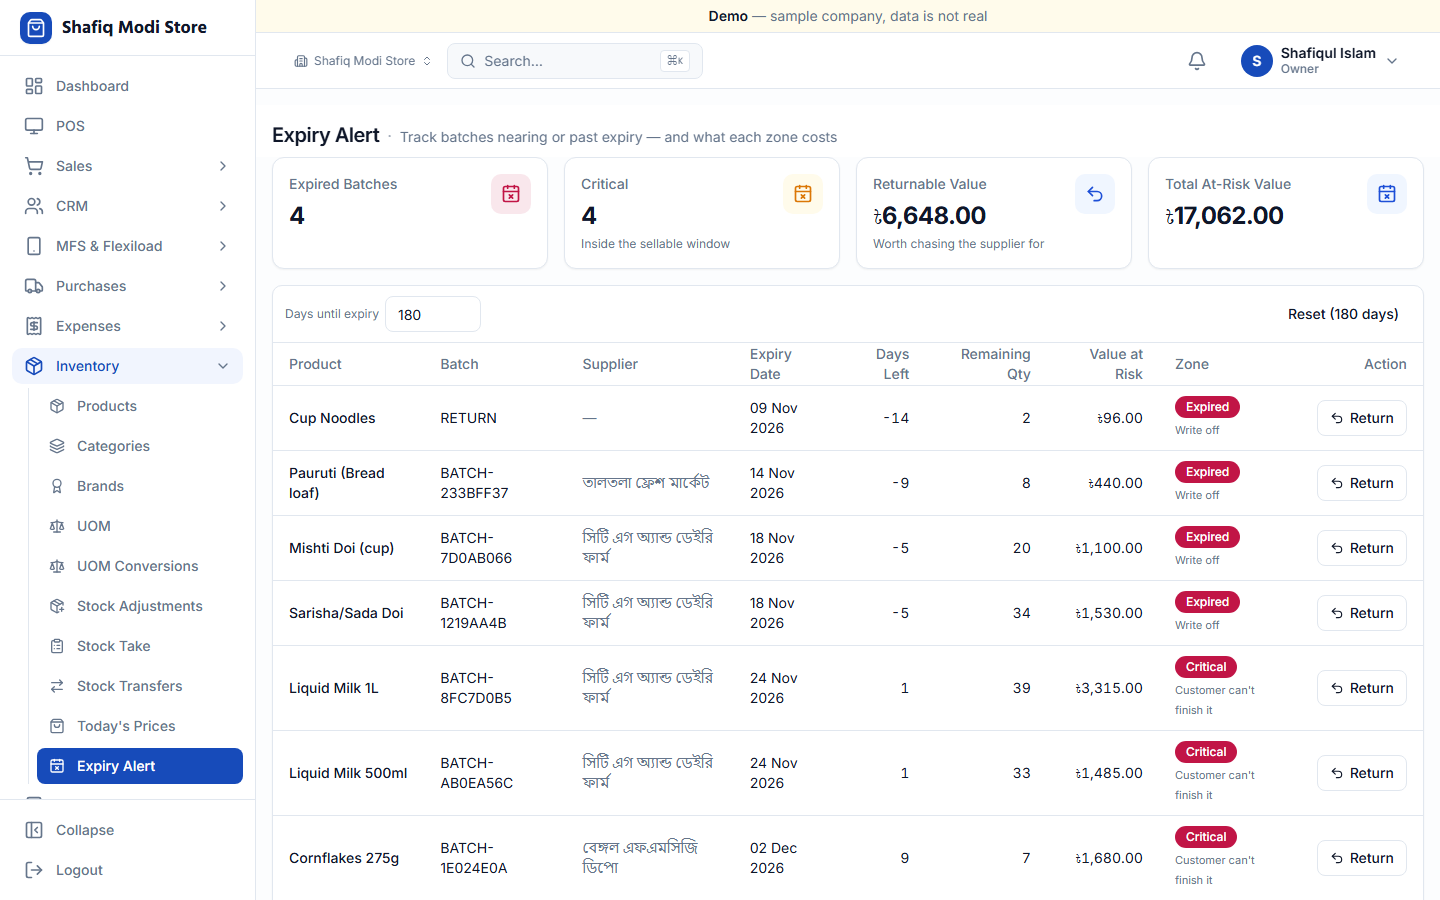 Shafiq Modi Store
Demo — sample company, data is not real
Shafiq Modi Store
Search...
⌘K
S
Shafiqul Islam
Owner
Dashboard
POS
Sales
CRM
MFS & Flexiload
Purchases
Expenses
Inventory
Products
Categories
Brands
UOM
UOM Conversions
Stock Adjustments
Stock Take
Stock Transfers
Today's Prices
Expiry Alert
Collapse
Logout
Expiry Alert · Track batches nearing or past expiry — and what each zone costs
Expired Batches
4
Critical
4
Inside the sellable window
Returnable Value
৳6,648.00
Worth chasing the supplier for
Total At-Risk Value
৳17,062.00
Days until expiry 180
Reset (180 days)
Product Batch Supplier Expiry Date Days Left Remaining Qty Value at Risk Zone Action
Cup Noodles RETURN — 09 Nov 2026 -14 2 ৳96.00 Expired Write off Return
Pauruti (Bread loaf) BATCH-233BFF37 তালতলা ফ্রেশ মার্কেট 14 Nov 2026 -9 8 ৳440.00 Expired Write off Return
Mishti Doi (cup) BATCH-7D0AB066 সিটি এগ অ্যান্ড ডেইরি ফার্ম 18 Nov 2026 -5 20 ৳1,100.00 Expired Write off Return
Sarisha/Sada Doi BATCH-1219AA4B সিটি এগ অ্যান্ড ডেইরি ফার্ম 18 Nov 2026 -5 34 ৳1,530.00 Expired Write off Return
Liquid Milk 1L BATCH-8FC7D0B5 সিটি এগ অ্যান্ড ডেইরি ফার্ম 24 Nov 2026 1 39 ৳3,315.00 Critical Customer can't finish it Return
Liquid Milk 500ml BATCH-AB0EA56C সিটি এগ অ্যান্ড ডেইরি ফার্ম 24 Nov 2026 1 33 ৳1,485.00 Critical Customer can't finish it Return
Cornflakes 275g BATCH-1E024E0A বেঙ্গল এফএমসিজি ডিপো 02 Dec 2026 9 7 ৳1,680.00 Critical Customer can't finish it Return